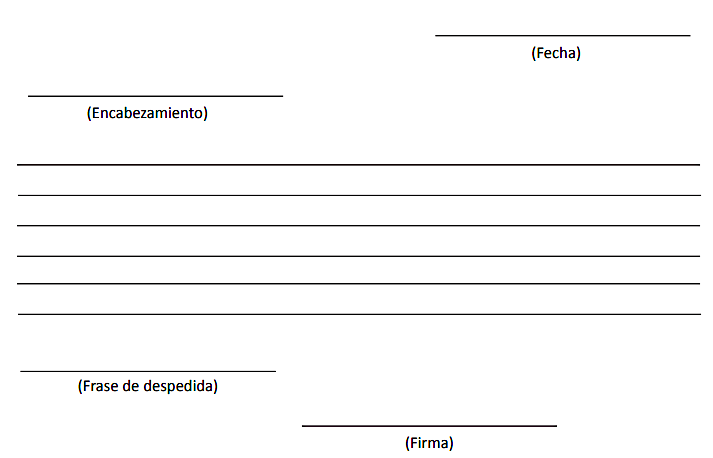 (Fecha)
(Encabezamiento)
(Frase de despedida)
(Firma)